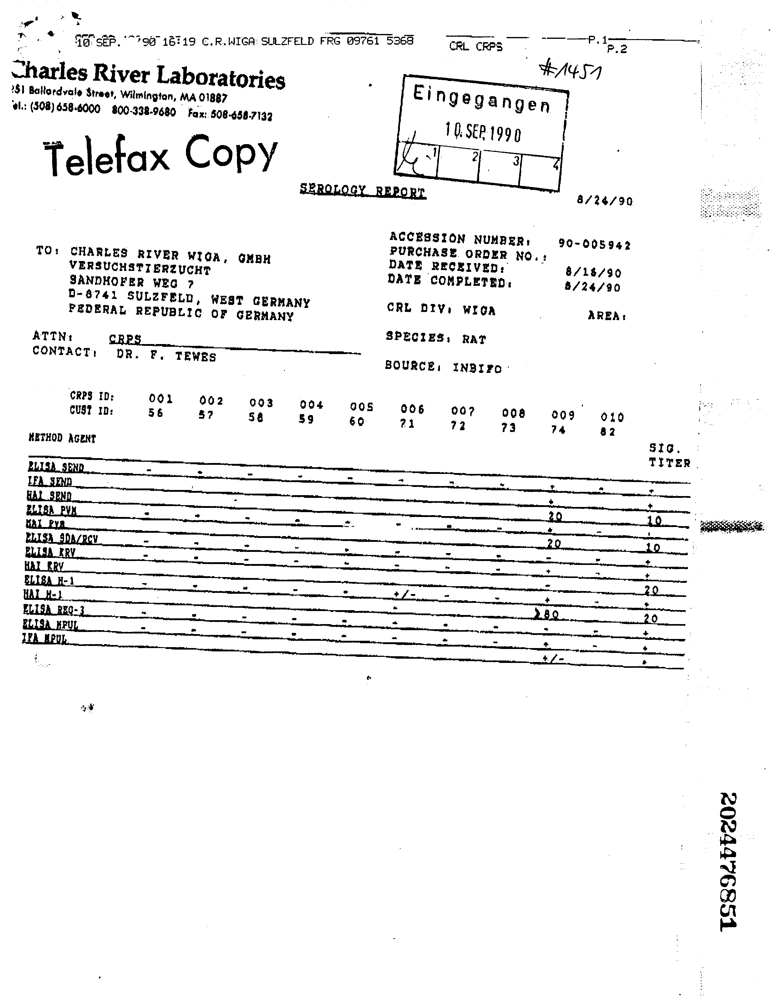 10 SEP. '90 16:19 C.R.WIGA SULZFELD FRG 09761 5368 CRL CRPS P.1
P.2
#1451
Charles River Laboratories
251 Ballardvale Street, Wilmington, MA 01887
Tel.: (508) 658-6000 800-338-9680 Fax: 508-658-7132
Eingegangen
10. SEP. 1990
1 2 3 4
Telefax Copy
SEROLOGY REPORT
8/24/90
ACCESSION NUMBER: 90-005942
PURCHASE ORDER NO.:
DATE RECEIVED: 8/16/90
DATE COMPLETED: 8/24/90
TO: CHARLES RIVER WIGA, GMBH
VERSUCHSTIERZUCHT
SANDHOFER WEG 7
D-8741 SULZFELD, WEST GERMANY
FEDERAL REPUBLIC OF GERMANY
CRL DIV: WIGA AREA:
ATTN: CRPS
CONTACT: DR. F. TEWES
SPECIES: RAT
SOURCE: INBIFO
CRPS ID: 001 002 003 004 005 006 007 008 009 010
CUST ID: 56 57 58 59 60 71 72 73 74 82
METHOD AGENT SIG.
TITER
ELISA SEND - - - - - - - - + - +
IFA SEND + +
HAI SEND 20 10
ELISA PVM - - - - - - - - + - +
HAI PVM 20 10
ELISA SDA/RCV - - - - - - - - + - +
ELISA KRV - - - - - - - - + - +
HAI KRV 20
ELISA H-1 - - - - - +/- - - + - +
HAI H-1 - >80 20
ELISA REO-3 - - - - - - - - + - +
ELISA MPUL - - - - - - - - + - +
IFA MPUL +/- +
2024476851